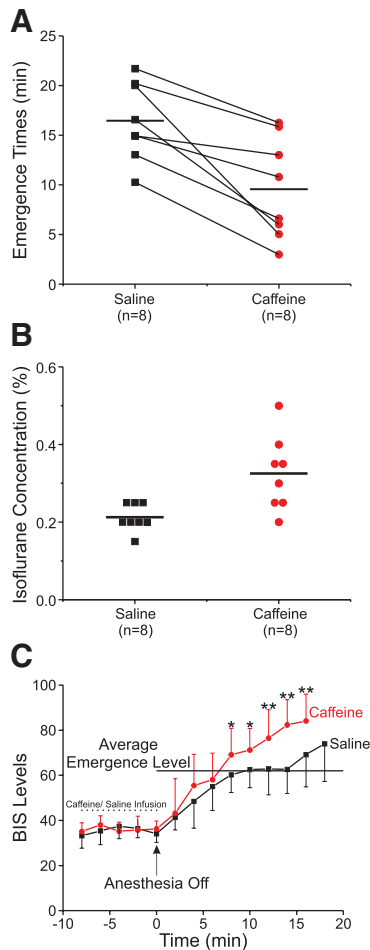 A
Emergence Times (min)
25
20
15
10
5
0
Saline
(n=8)
Caffeine
(n=8)
B
Isoflurane Concentration (%)
0.6
0.4
0.2
0.0
Saline
(n=8)
Caffeine
(n=8)
C
BIS Levels
100
80
60
40
20
0
* * ** ** **
Caffeine
Saline
Average
Emergence Level
Caffeine/ Saline Infusion
Anesthesia Off
-10 -5 0 5 10 15 20
Time (min)